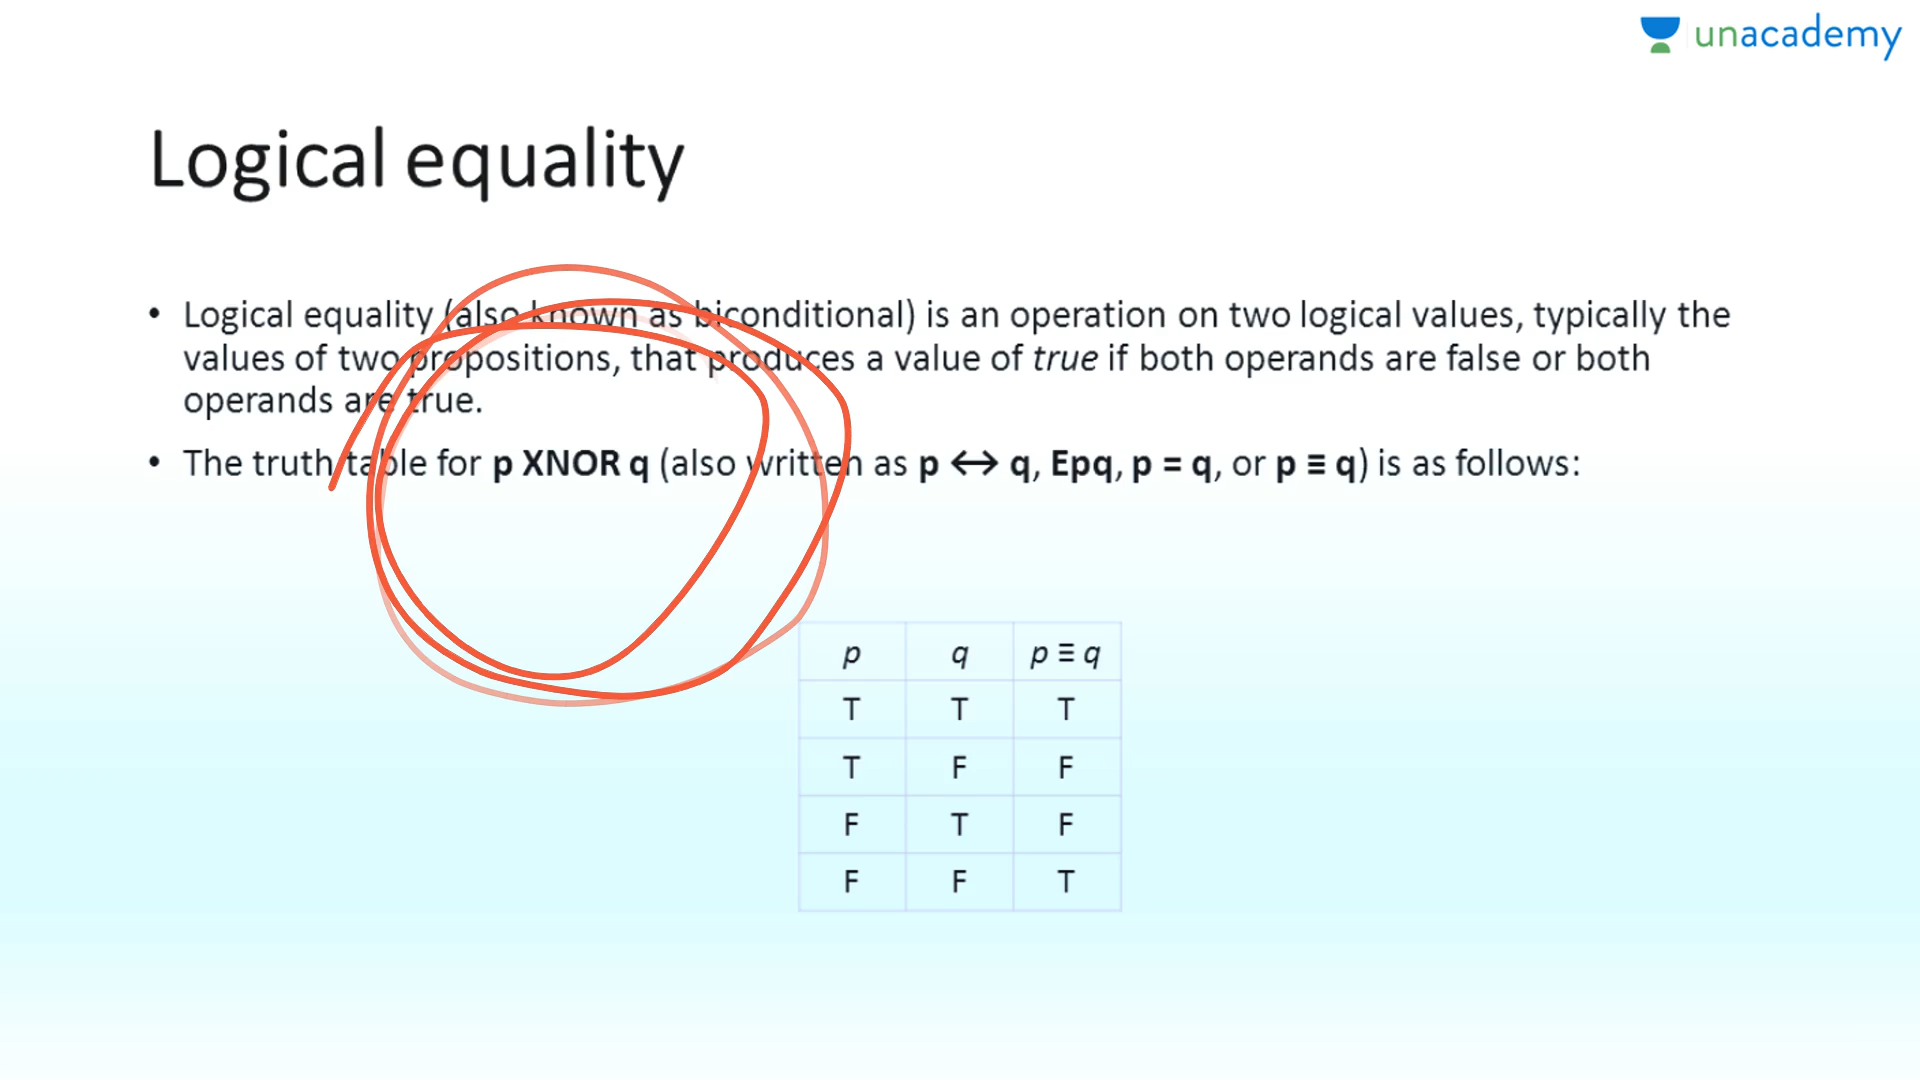 unacademy
Logical equality
• Logical equality (also known as biconditional) is an operation on two logical values, typically the
values of two propositions, that produces a value of true if both operands are false or both
operands are true.
• The truth table for p XNOR q (also written as p ↔ q, Epq, p = q, or p ≡ q) is as follows:
p q p ≡ q
T T T
T F F
F T F
F F T